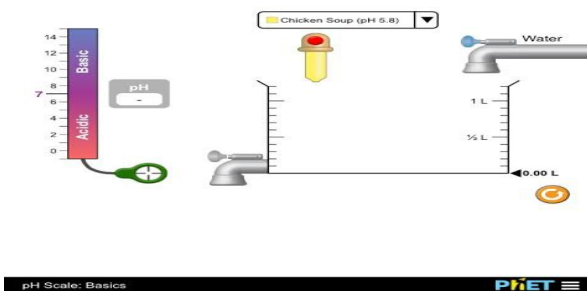 Chicken Soup (pH 5.8)
Water
14
12
10
8
7
6
4
2
0
Basic
Acidic
pH
-
1 L
½ L
0.00 L
pH Scale: Basics
PhET